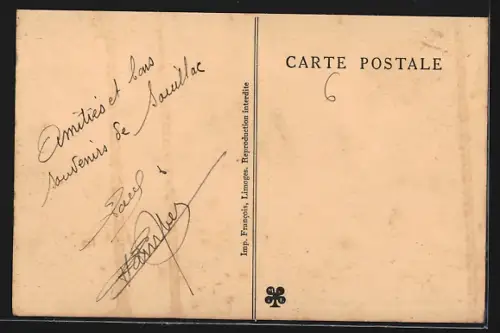 Amitiés et bons
souvenirs de Souillac
Imp. François, Limoges. Reproduction interdite
CARTE POSTALE
6